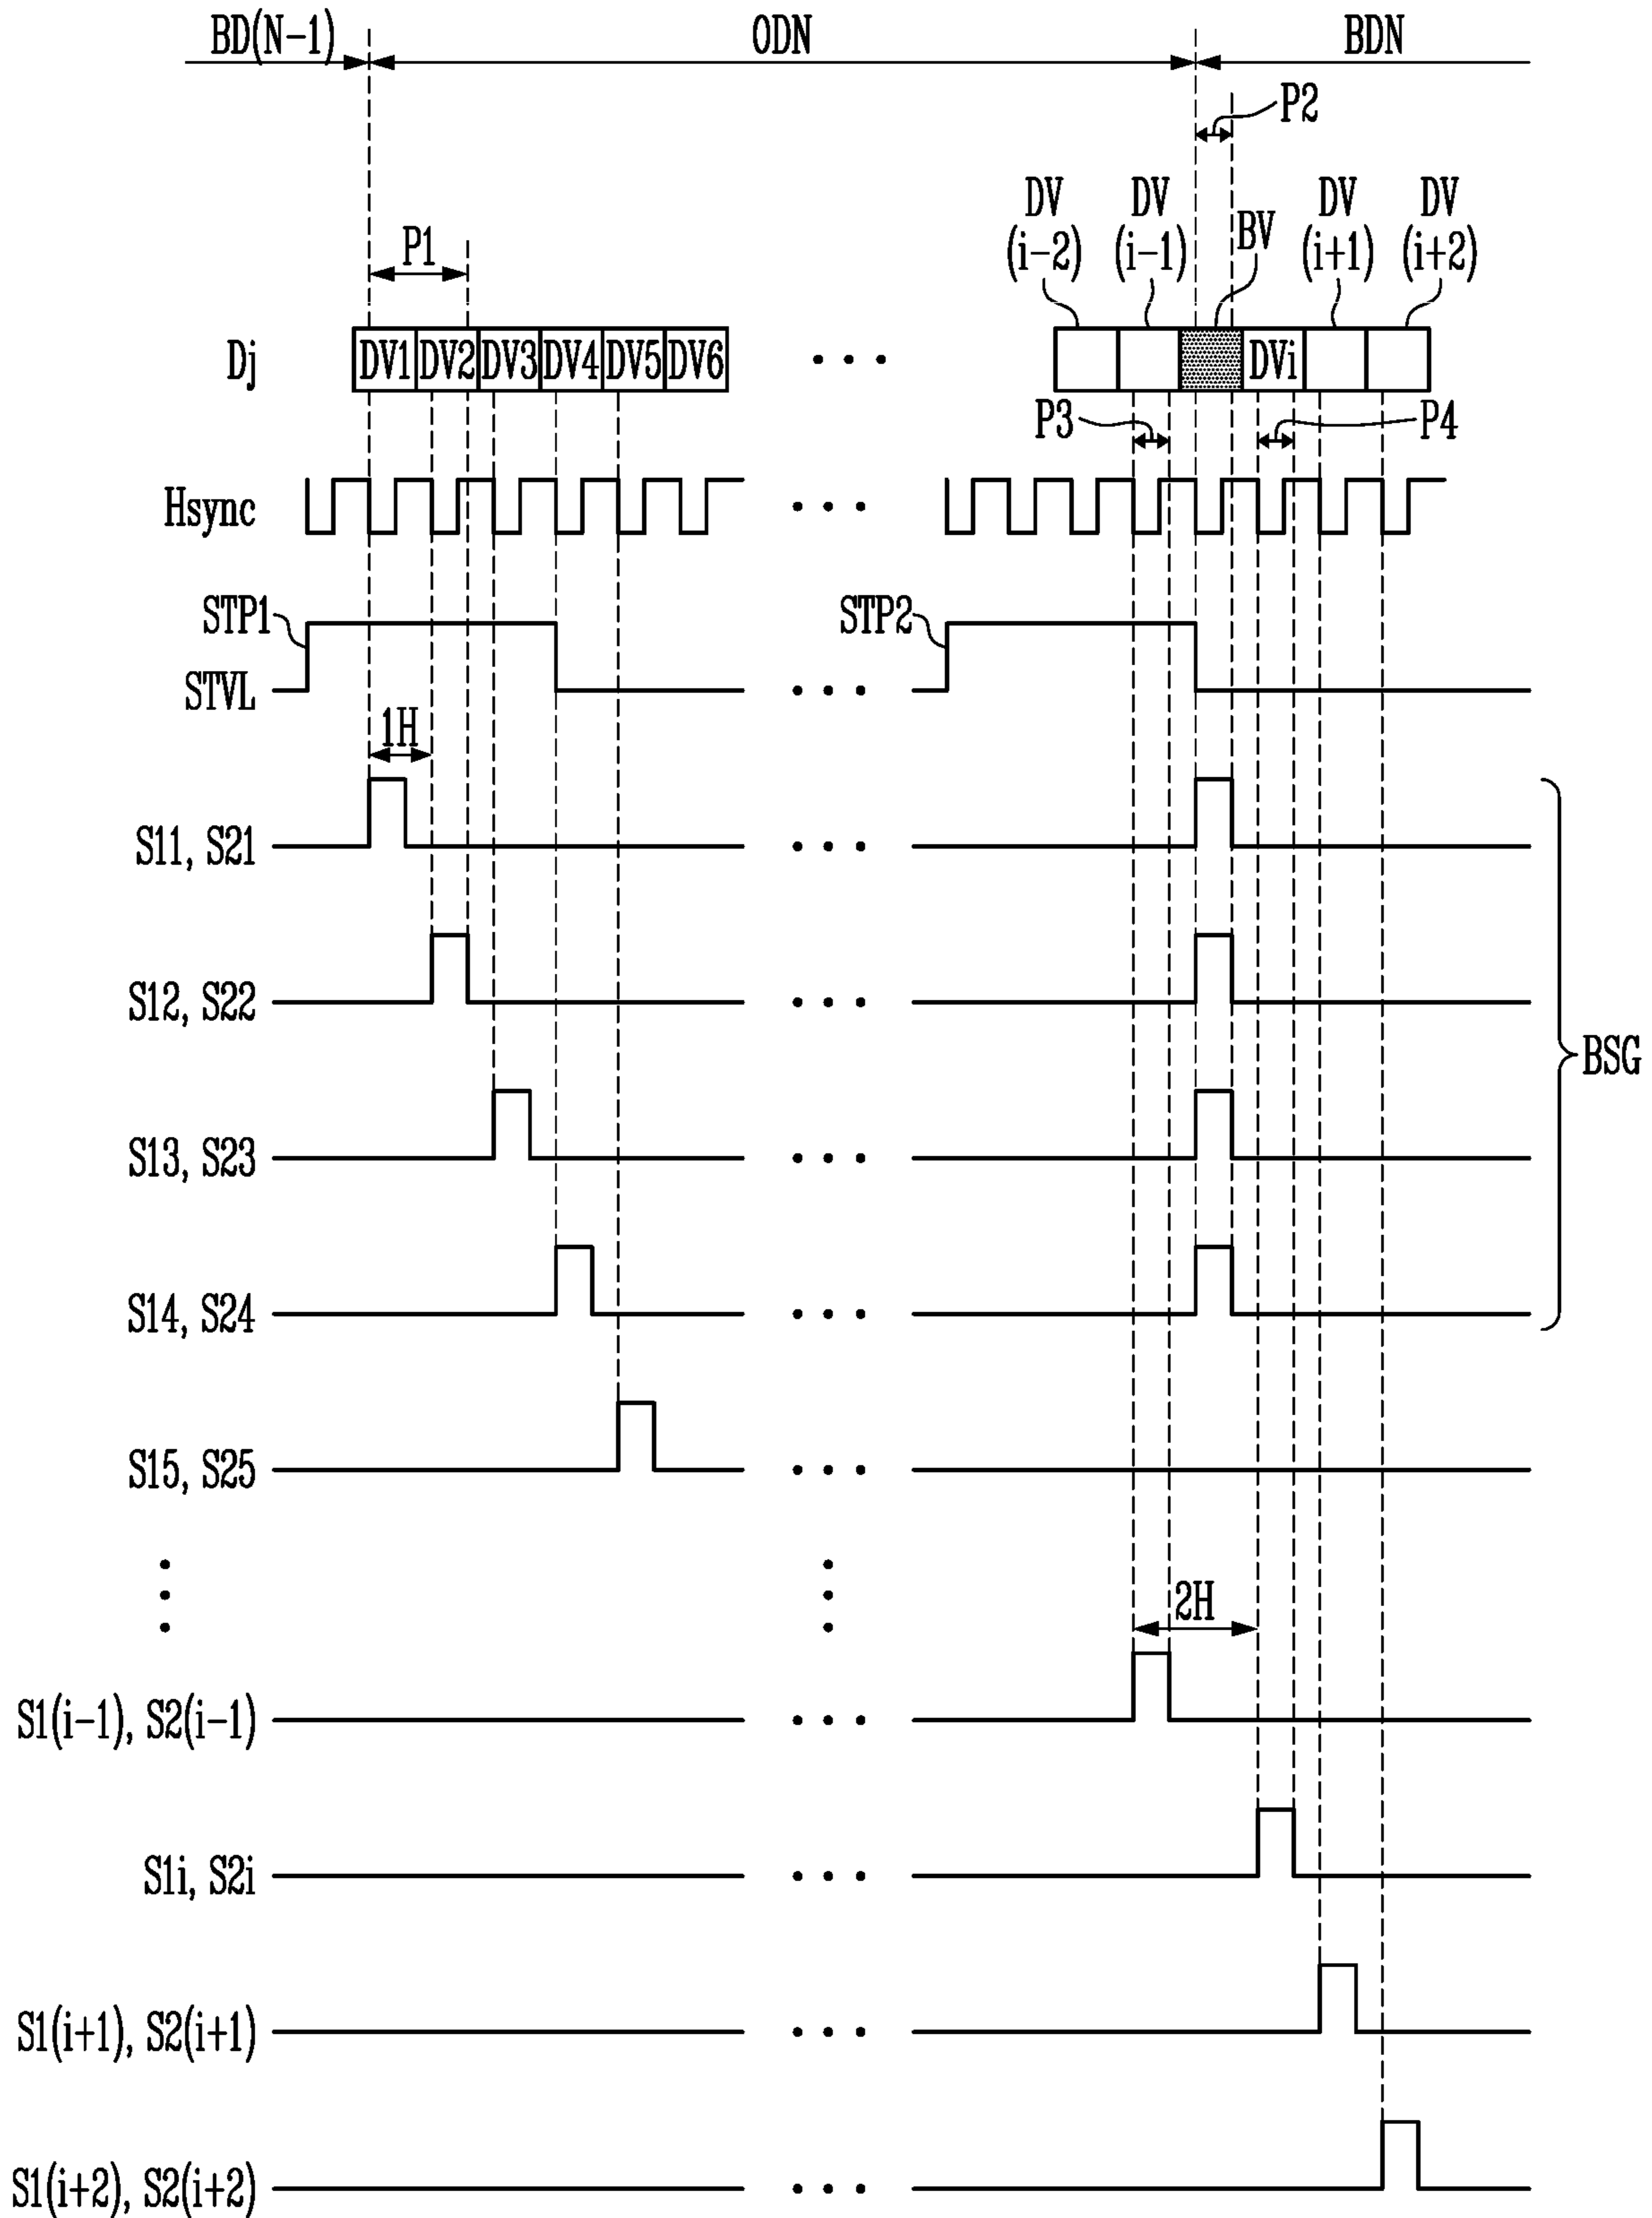 BD(N-1) ODN BDN
P2
DV (i-2)
DV (i-1)
BV
DV (i+1)
DV (i+2)
P1
Dj DV1 DV2 DV3 DV4 DV5 DV6 DVi
P3 P4
Hsync
STP1 STP2
STVL
1H
S11, S21
S12, S22
S13, S23
BSG
S14, S24
S15, S25
2H
S1(i-1), S2(i-1)
S1i, S2i
S1(i+1), S2(i+1)
S1(i+2), S2(i+2)